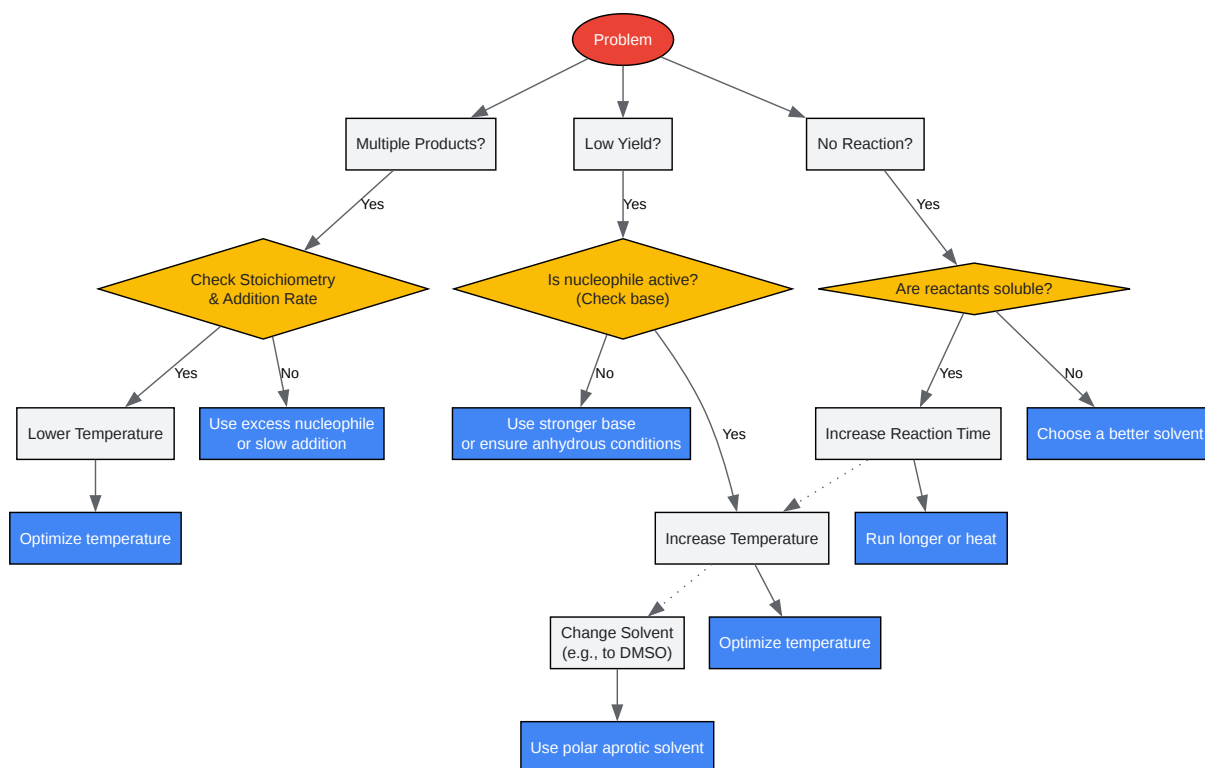 Problem
Multiple Products?
Low Yield?
No Reaction?
Yes
Yes
Yes
Check Stoichiometry
& Addition Rate
Is nucleophile active?
(Check base)
Are reactants soluble?
Yes
No
No
Yes
Yes
No
Lower Temperature
Use excess nucleophile
or slow addition
Use stronger base
or ensure anhydrous conditions
Increase Reaction Time
Choose a better solvent
Optimize temperature
Increase Temperature
Run longer or heat
Change Solvent
(e.g., to DMSO)
Optimize temperature
Use polar aprotic solvent